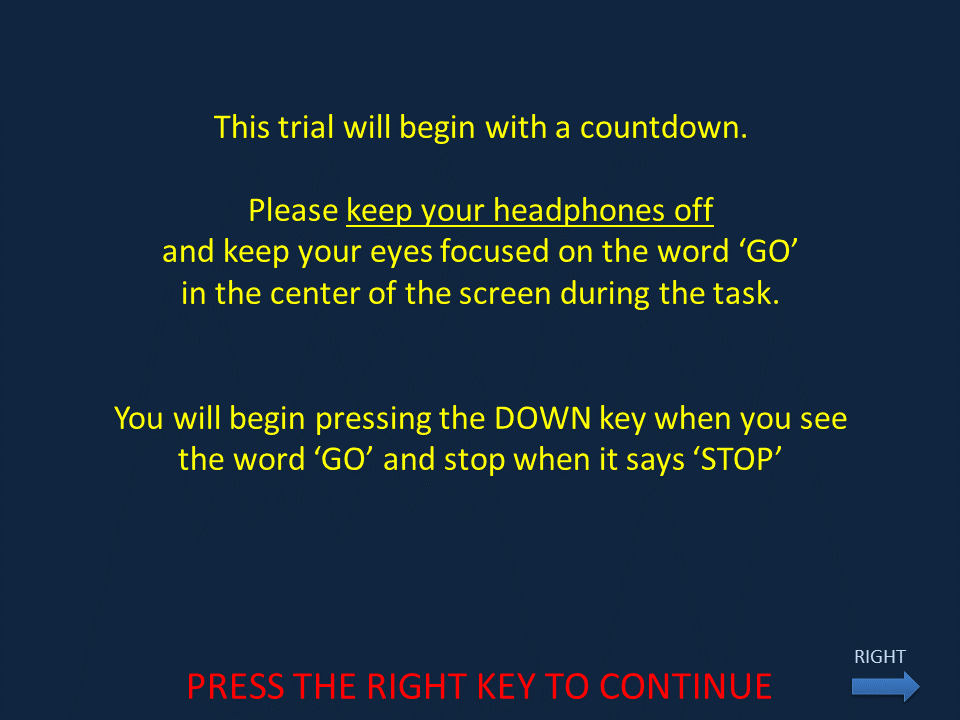 This trial will begin with a countdown.
Please keep your headphones off
and keep your eyes focused on the word ‘GO’
in the center of the screen during the task.
You will begin pressing the DOWN key when you see
the word ‘GO’ and stop when it says ‘STOP’
RIGHT
PRESS THE RIGHT KEY TO CONTINUE